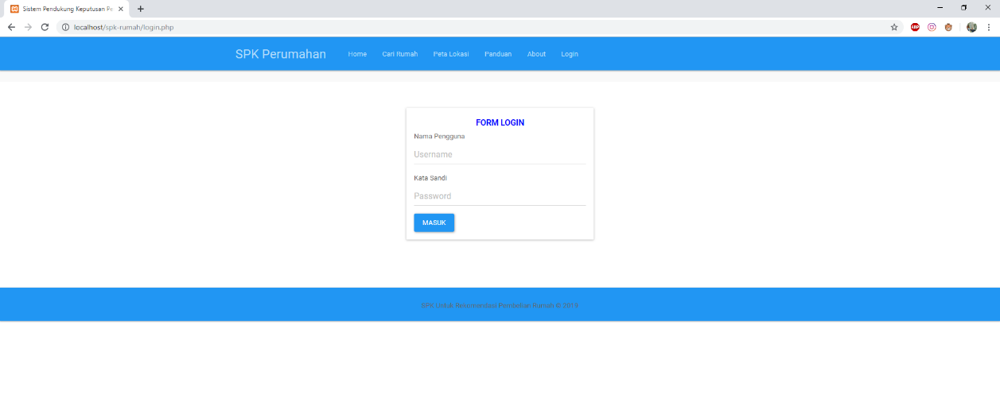 Sistem Pendukung Keputusan Pe
localhost/spk-rumah/login.php
ABP
SPK Perumahan Home Cari Rumah Peta Lokasi Panduan About Login
FORM LOGIN
Nama Pengguna
Username
Kata Sandi
Password
MASUK
SPK Untuk Rekomendasi Pembelian Rumah © 2019